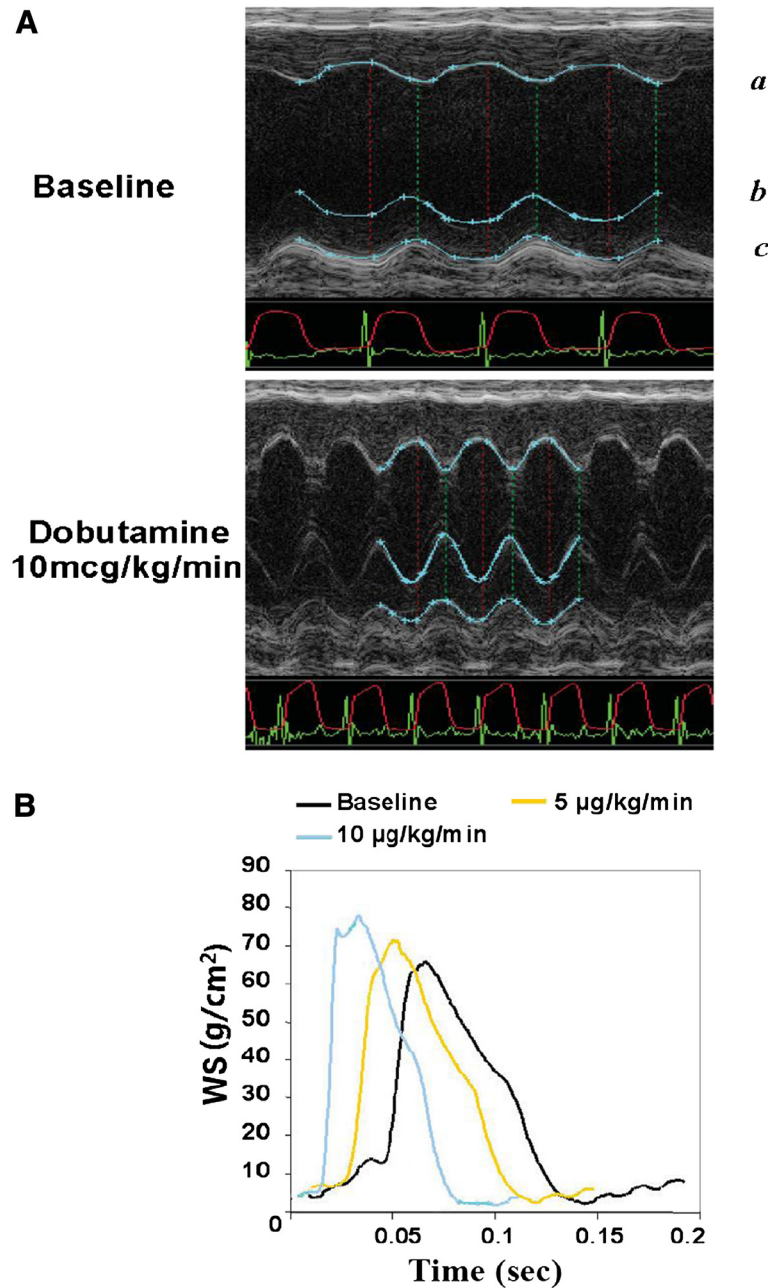 A
a
Baseline
b
c
Dobutamine
10mcg/kg/min
B
Baseline
5 µg/kg/min
10 µg/kg/min
90
80
70
60
50
40
30
20
10
0
WS (g/cm²)
0.05
0.1
0.15
0.2
Time (sec)